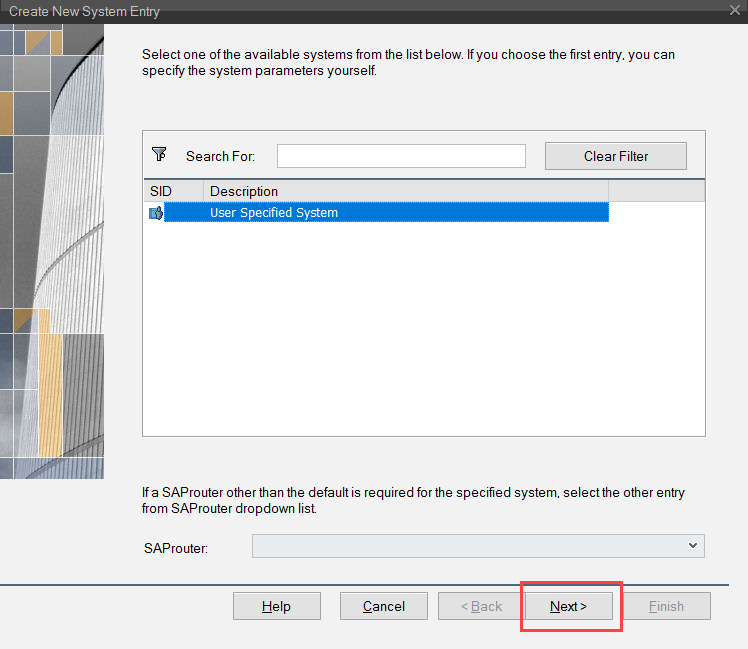 Create New System Entry
Select one of the available systems from the list below. If you choose the first entry, you can
specify the system parameters yourself.
Search For:
Clear Filter
SID Description
User Specified System
If a SAProuter other than the default is required for the specified system, select the other entry
from SAProuter dropdown list.
SAProuter:
Help Cancel < Back Next > Finish